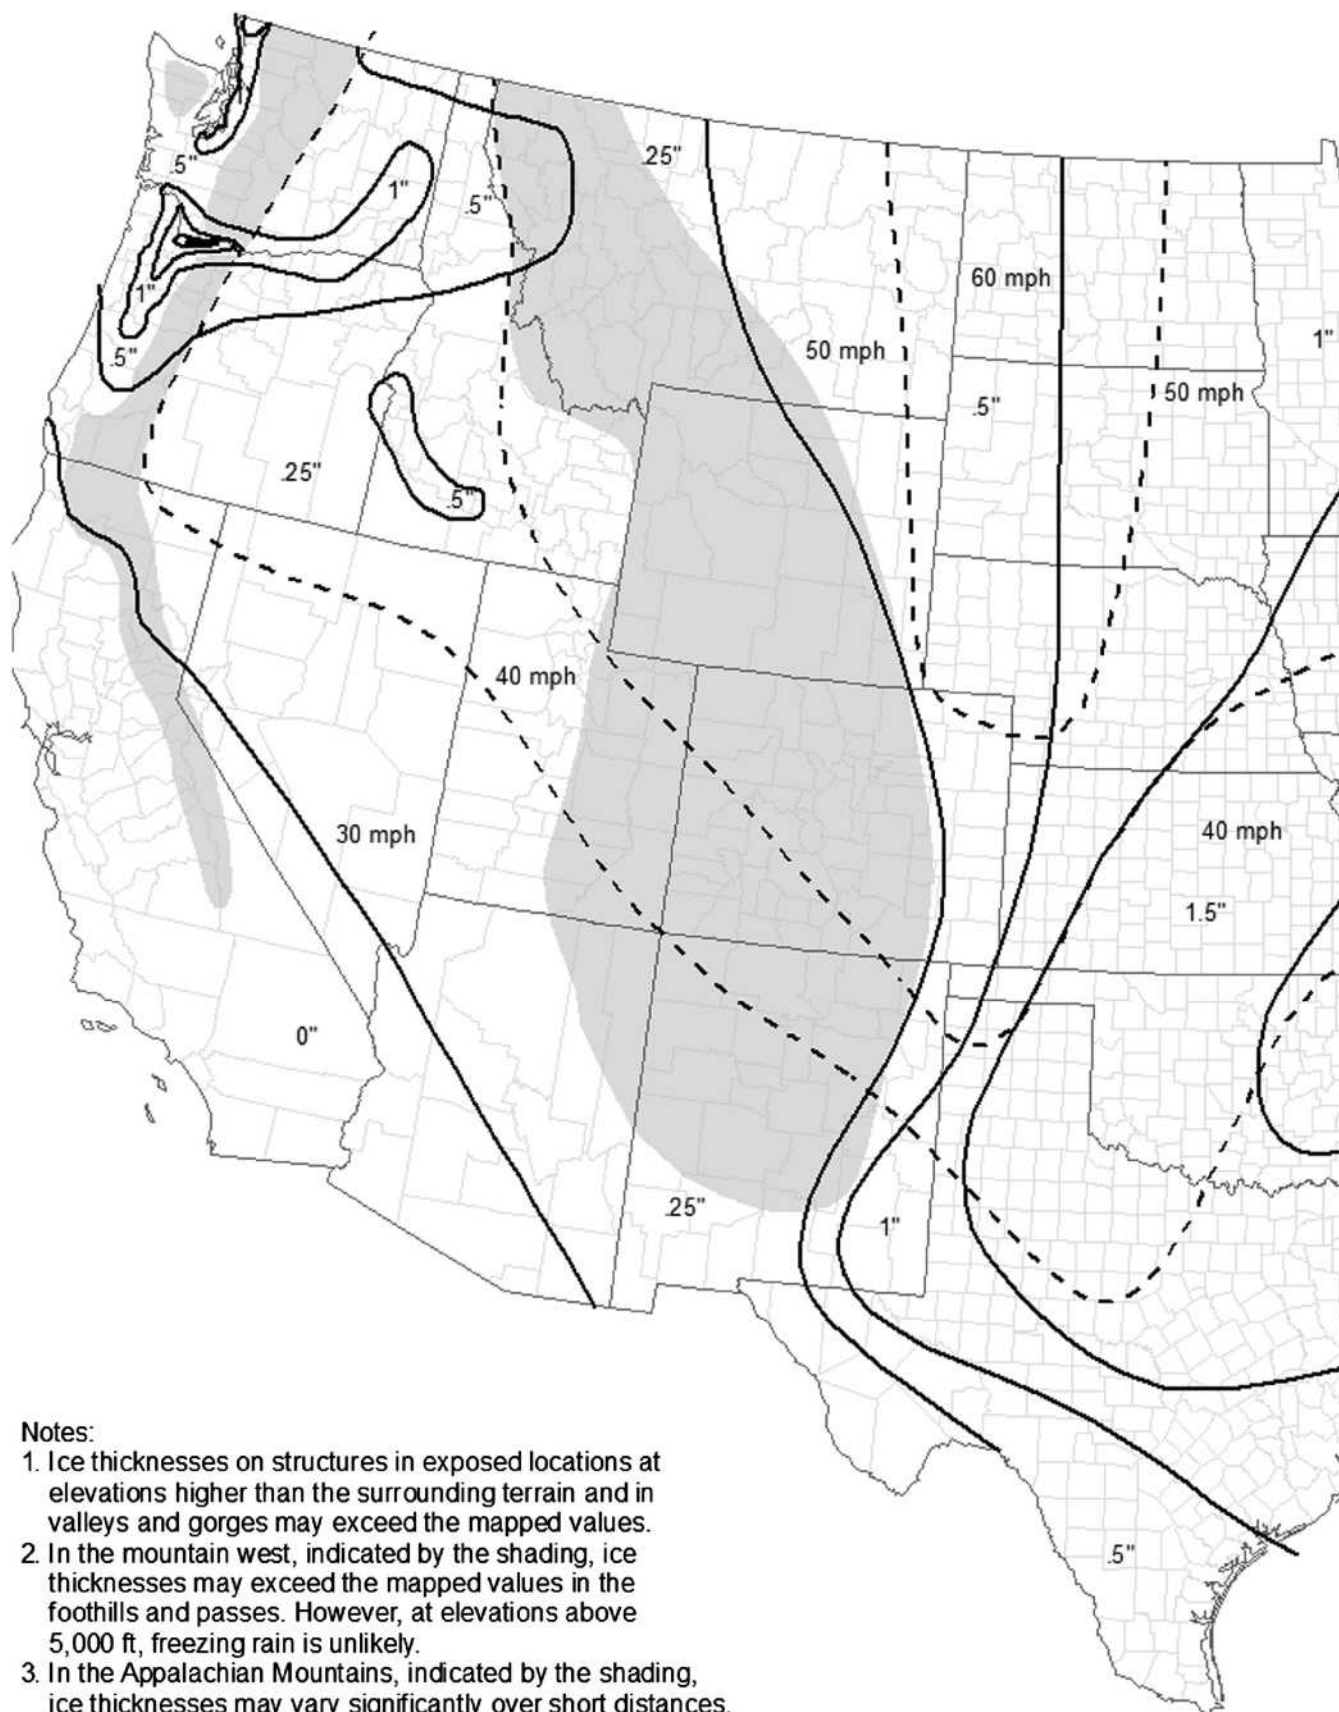 .25"
.5"
1"
.5"
60 mph
1"
1"
50 mph
.5"
50 mph
.5"
.25"
.5"
40 mph
30 mph
40 mph
1.5"
0"
.25"
1"
.5"
Notes:
1. Ice thicknesses on structures in exposed locations at
elevations higher than the surrounding terrain and in
valleys and gorges may exceed the mapped values.
2. In the mountain west, indicated by the shading, ice
thicknesses may exceed the mapped values in the
foothills and passes. However, at elevations above
5,000 ft, freezing rain is unlikely.
3. In the Appalachian Mountains, indicated by the shading,
ice thicknesses may vary significantly over short distances.